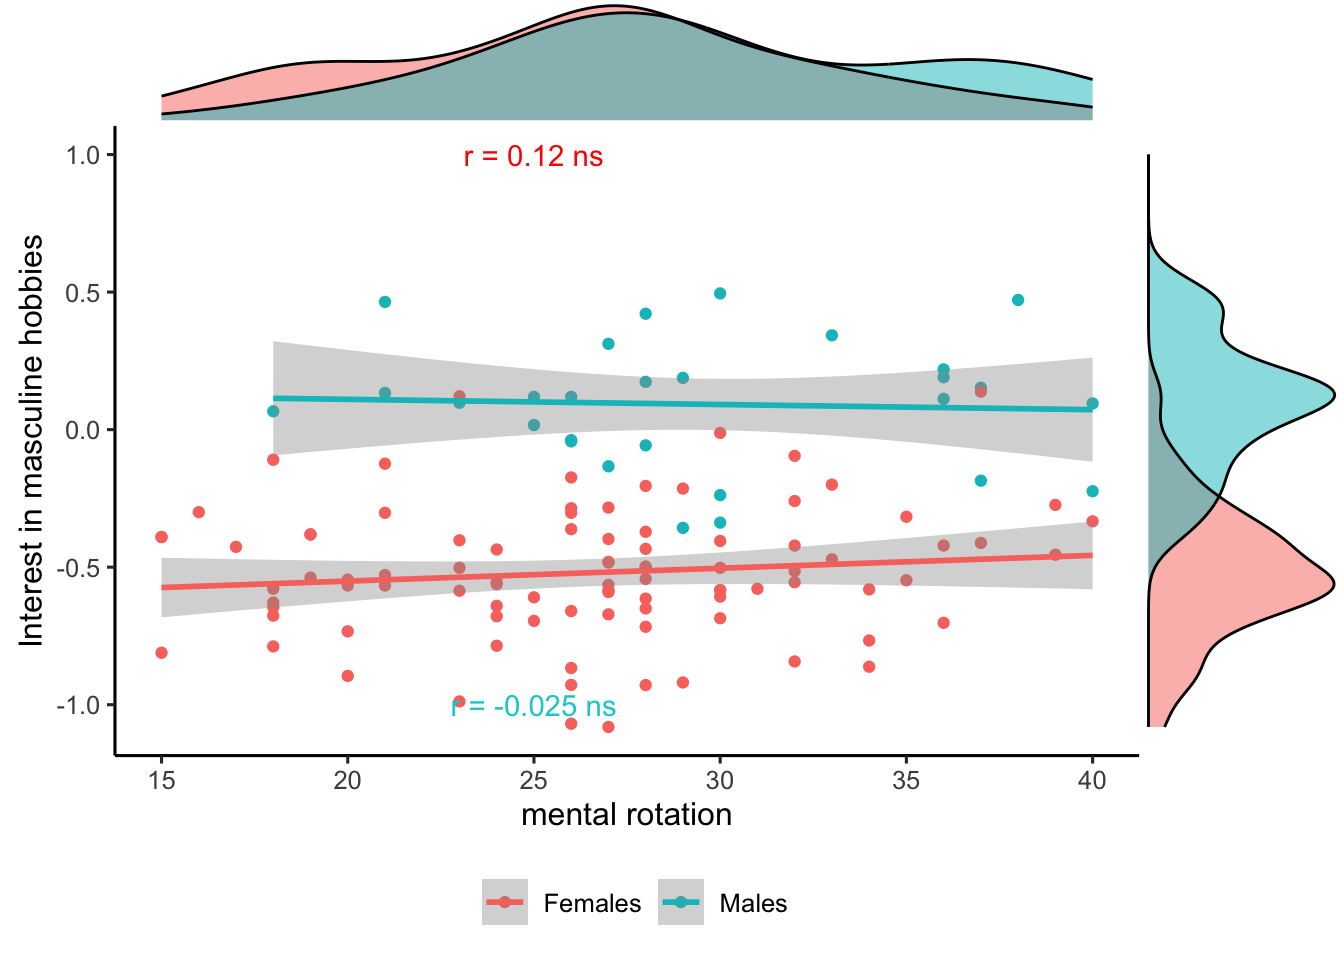 r = 0.12 ns
1.0
0.5
0.0
-0.5
-1.0
Interest in masculine hobbies
r = -0.025 ns
15 20 25 30 35 40
mental rotation
Females Males